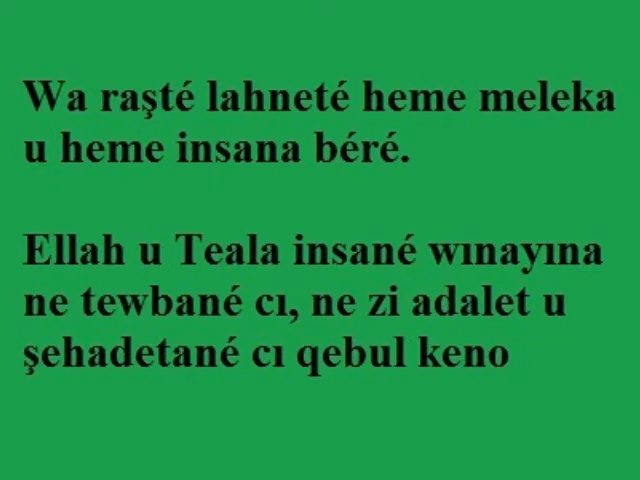 Wa raşté lahneté heme meleka
u heme insana béré.
Ellah u Teala insané wınayına
ne tewbané cı, ne zi adalet u
şehadetané cı qebul keno